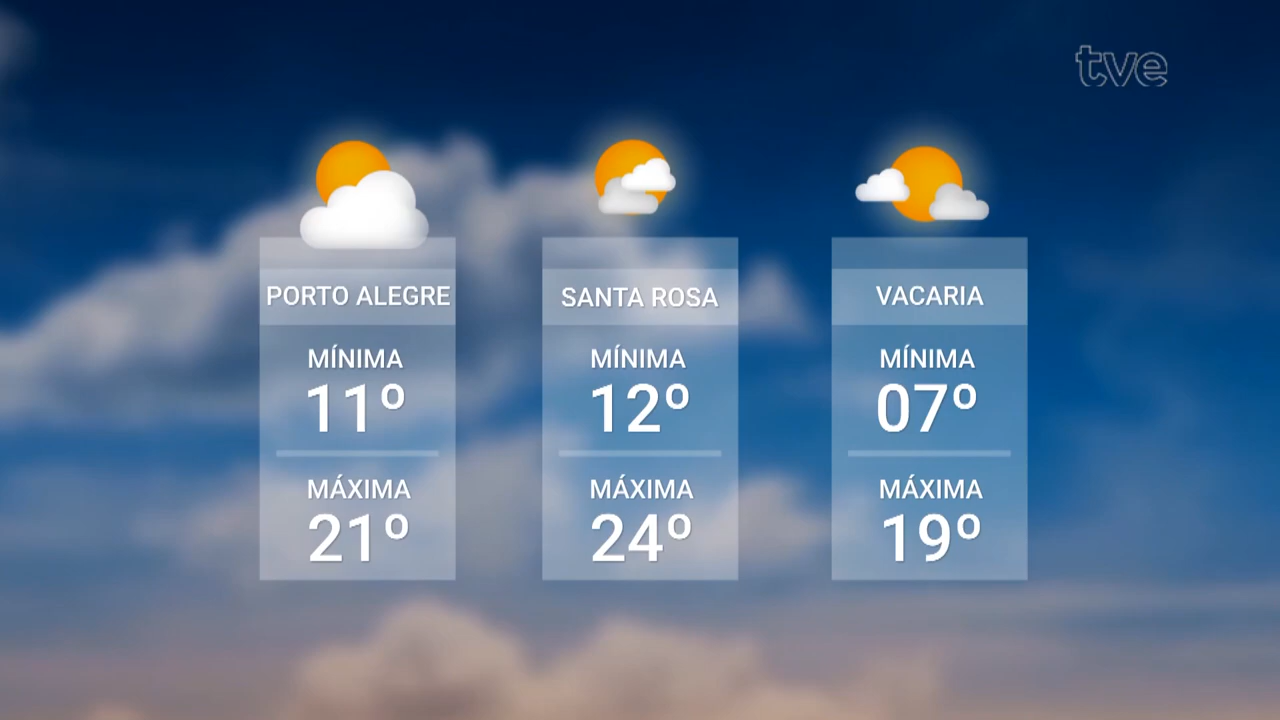 tve
PORTO ALEGRE
MÍNIMA
11º
MÁXIMA
21º
SANTA ROSA
MÍNIMA
12º
MÁXIMA
24º
VACARIA
MÍNIMA
07º
MÁXIMA
19º